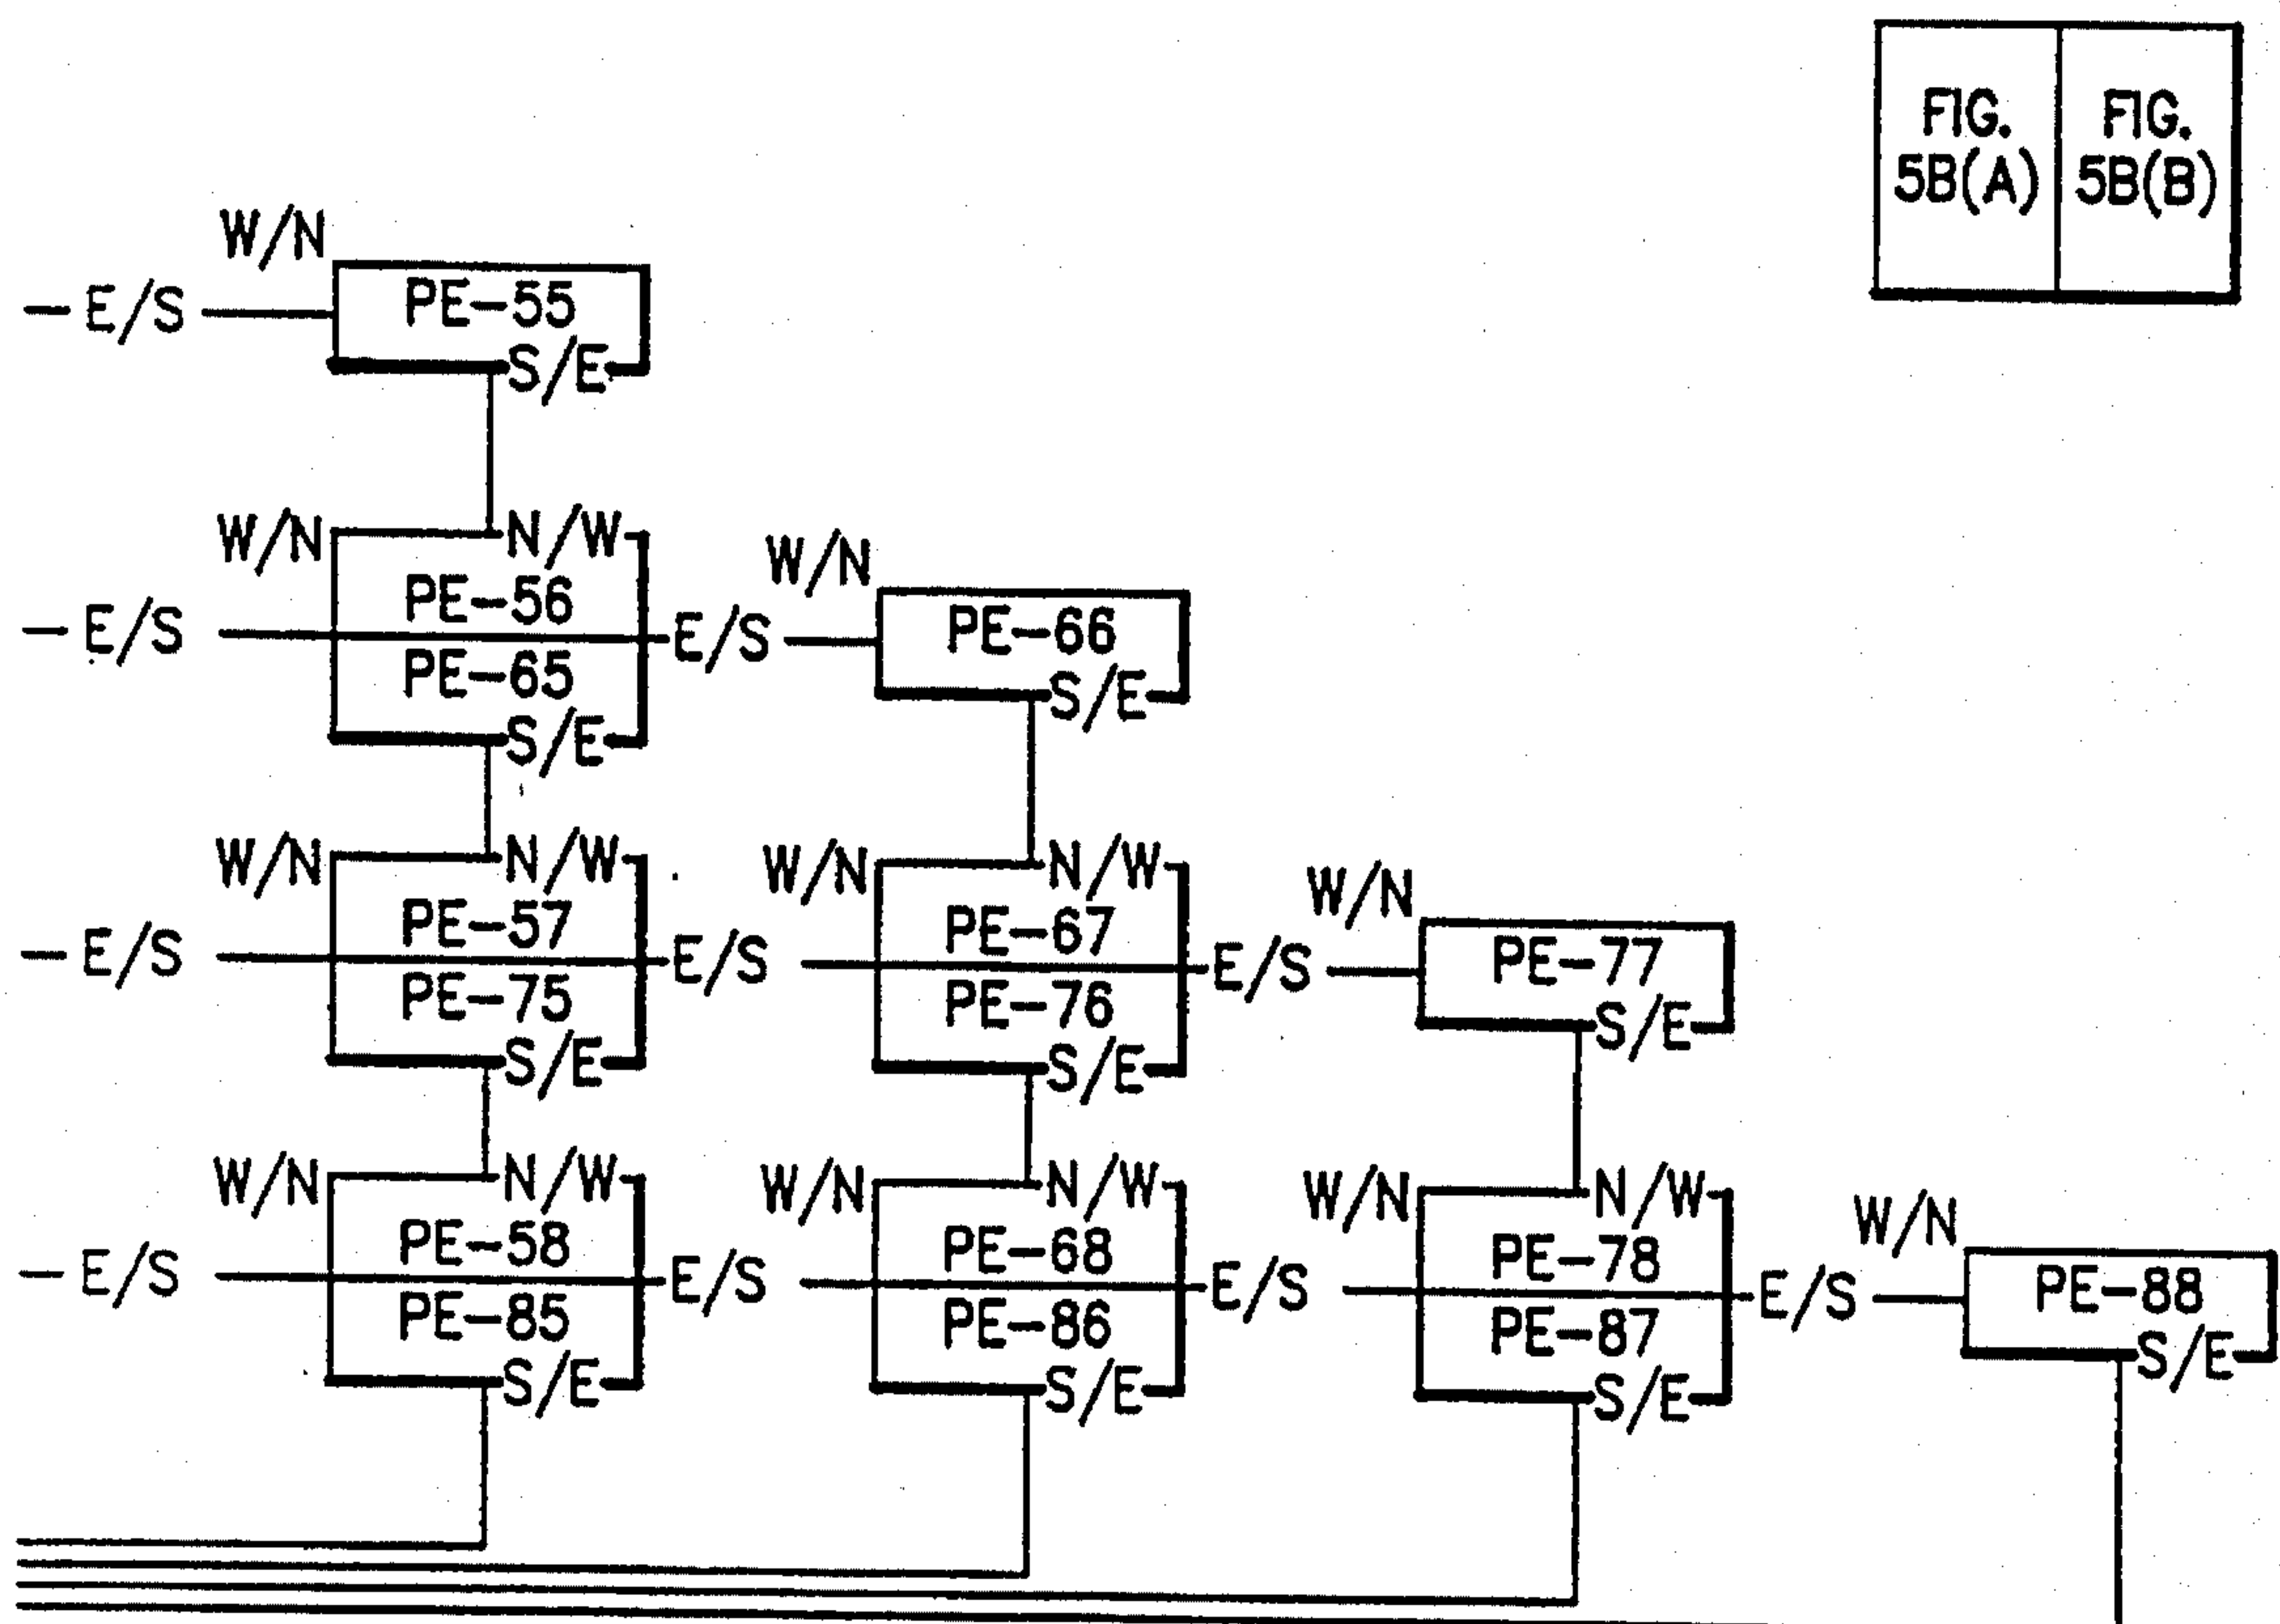 FIG. 5B(A) FIG. 5B(B)
W/N
— E/S PE-55
S/E
W/N N/W
PE-56
W/N
— E/S E/S PE-66
PE-65
S/E S/E
W/N N/W W/N N/W W/N
PE-57 PE-67
— E/S E/S E/S PE-77
PE-75 PE-76
S/E S/E S/E
W/N N/W W/N N/W W/N N/W W/N
PE-58 PE-68 PE-78
— E/S E/S E/S E/S PE-88
PE-85 PE-86 PE-87
S/E S/E S/E S/E